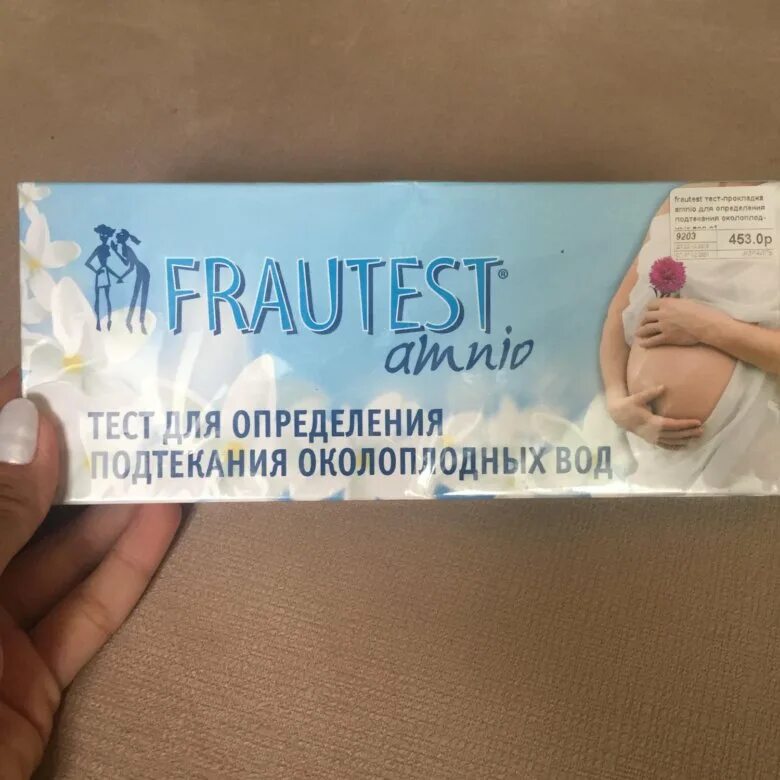 FRAUTEST®
amnio
ТЕСТ ДЛЯ ОПРЕДЕЛЕНИЯ
ПОДТЕКАНИЯ ОКОЛОПЛОДНЫХ ВОД
frautest тест-прокладка
amnio для определения
подтекания околоплод-
9203
453.0р